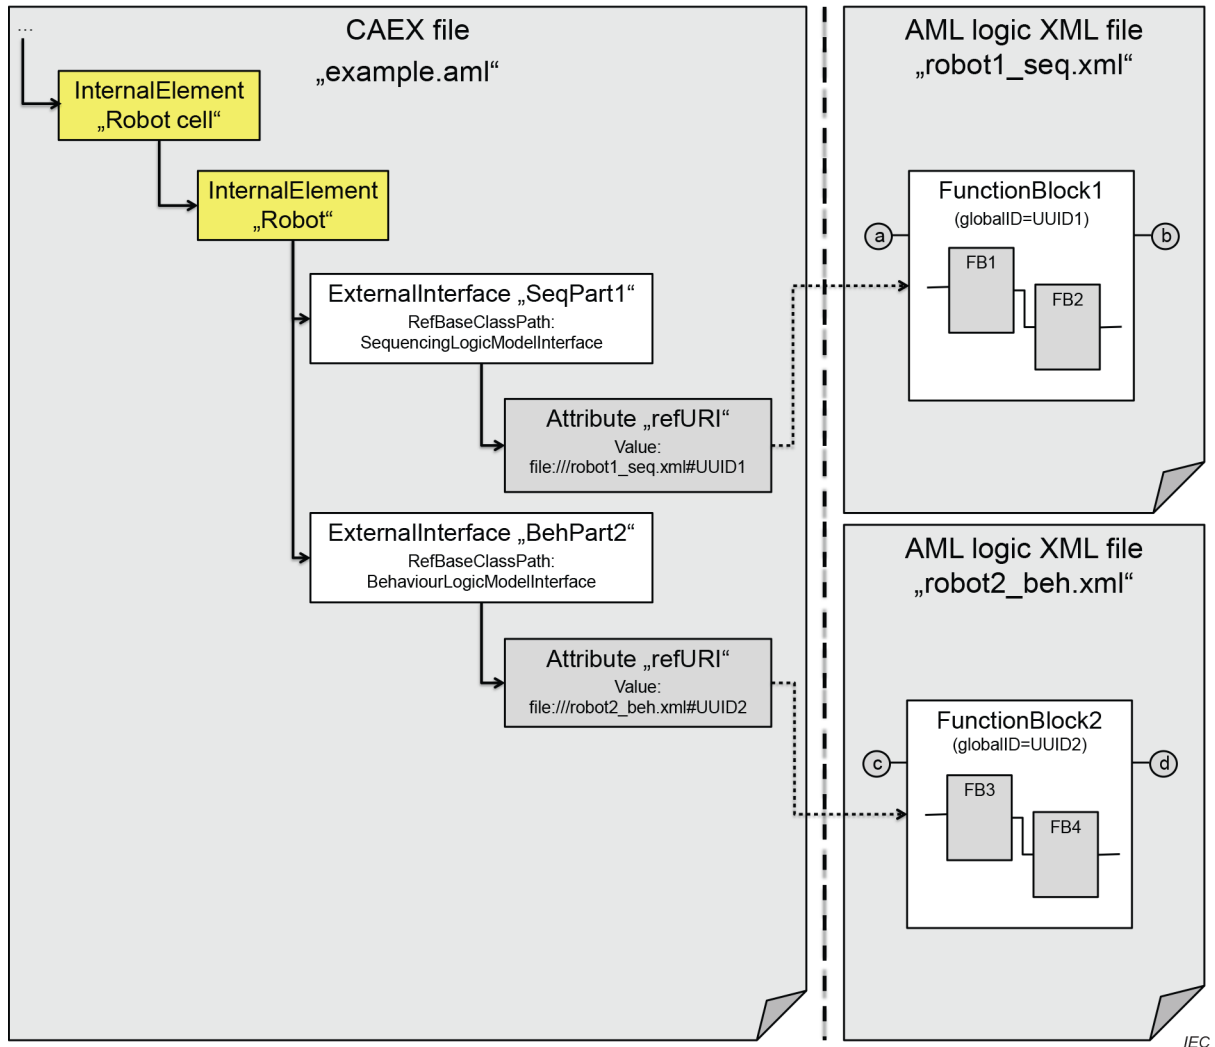 ...
CAEX file
„example.aml“
InternalElement
„Robot cell“
InternalElement
„Robot“
ExternalInterface „SeqPart1“
RefBaseClassPath:
SequencingLogicModelInterface
Attribute „refURI“
Value:
file:///robot1_seq.xml#UUID1
ExternalInterface „BehPart2“
RefBaseClassPath:
BehaviourLogicModelInterface
Attribute „refURI“
Value:
file:///robot2_beh.xml#UUID2
AML logic XML file
„robot1_seq.xml“
FunctionBlock1
(globalID=UUID1)
a
b
FB1
FB2
AML logic XML file
„robot2_beh.xml“
FunctionBlock2
(globalID=UUID2)
c
d
FB3
FB4
IEC